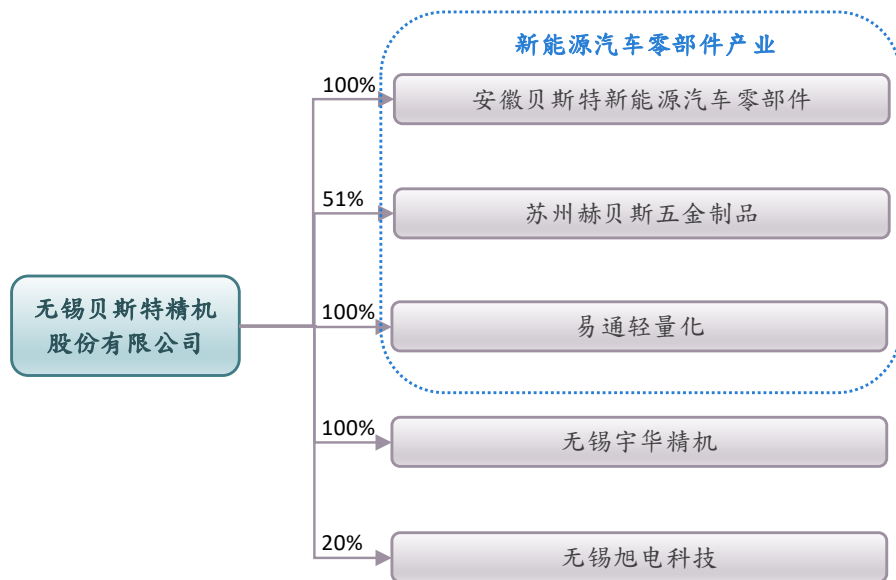 新能源汽车零部件产业
100%
安徽贝斯特新能源汽车零部件
51%
苏州赫贝斯五金制品
无锡贝斯特精机
股份有限公司
100%
易通轻量化
100%
无锡宇华精机
20%
无锡旭电科技